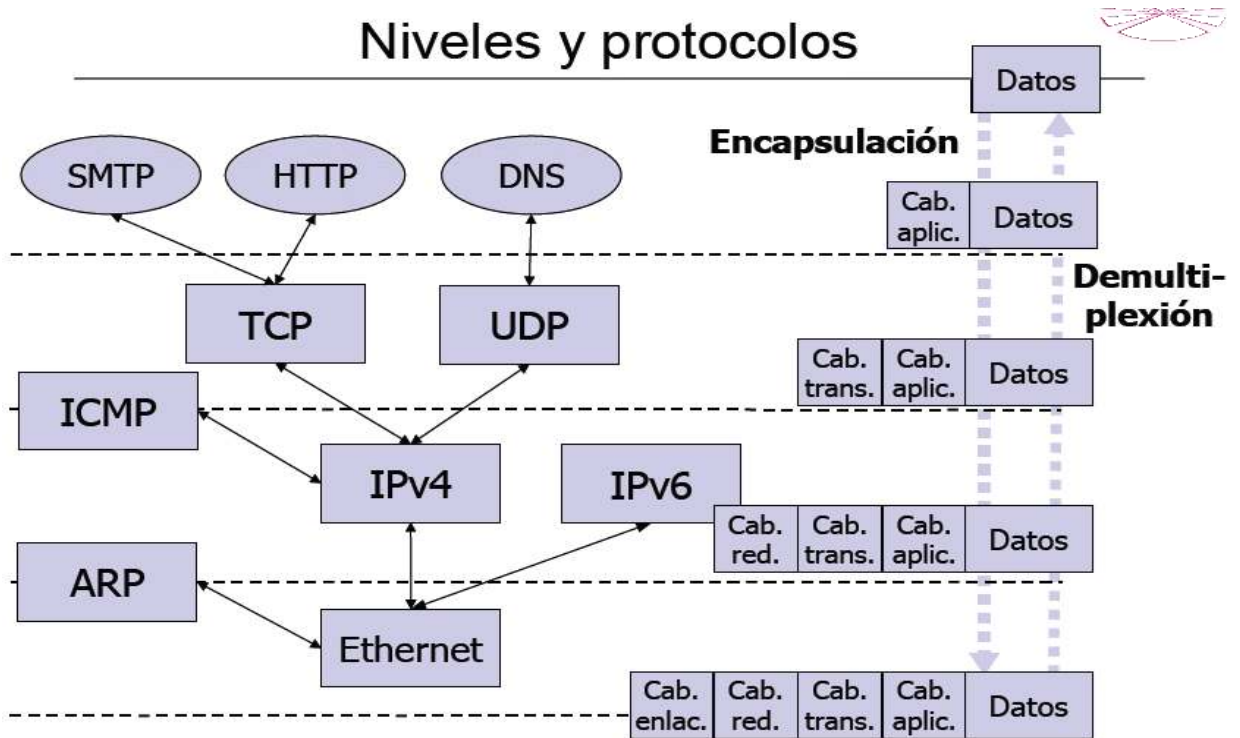 Niveles y protocolos
Datos
Encapsulación
SMTP
HTTP
DNS
Cab.
aplic.
Datos
Demulti-
plexión
TCP
UDP
Cab.
trans.
Cab.
aplic.
Datos
ICMP
IPv4
IPv6
Cab.
red.
Cab.
trans.
Cab.
aplic.
Datos
ARP
Ethernet
Cab.
enlac.
Cab.
red.
Cab.
trans.
Cab.
aplic.
Datos